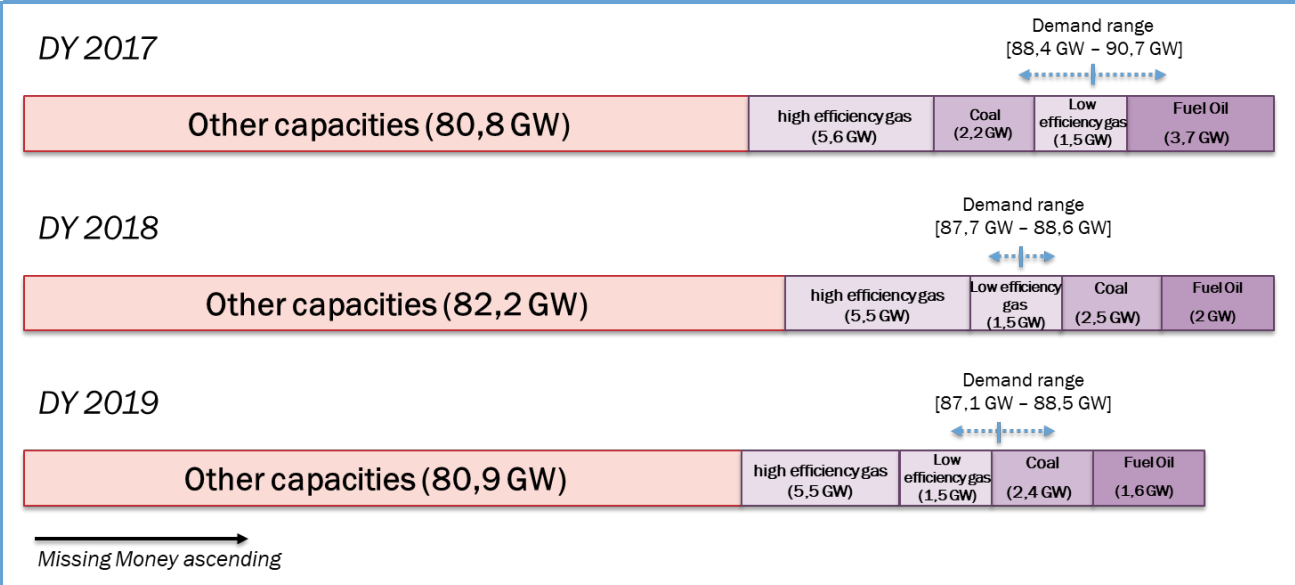 DY 2017
Demand range
[88,4 GW – 90,7 GW]
Other capacities (80,8 GW)
high efficiency gas
(5,6 GW)
Coal
(2,2 GW)
Low
efficiency gas
(1,5 GW)
Fuel Oil
(3,7 GW)
DY 2018
Demand range
[87,7 GW – 88,6 GW]
Other capacities (82,2 GW)
high efficiency gas
(5,5 GW)
Low efficiency
gas
(1,5 GW)
Coal
(2,5 GW)
Fuel Oil
(2 GW)
DY 2019
Demand range
[87,1 GW – 88,5 GW]
Other capacities (80,9 GW)
high efficiency gas
(5,5 GW)
Low
efficiency gas
(1,5 GW)
Coal
(2,4 GW)
Fuel Oil
(1,6 GW)
Missing Money ascending